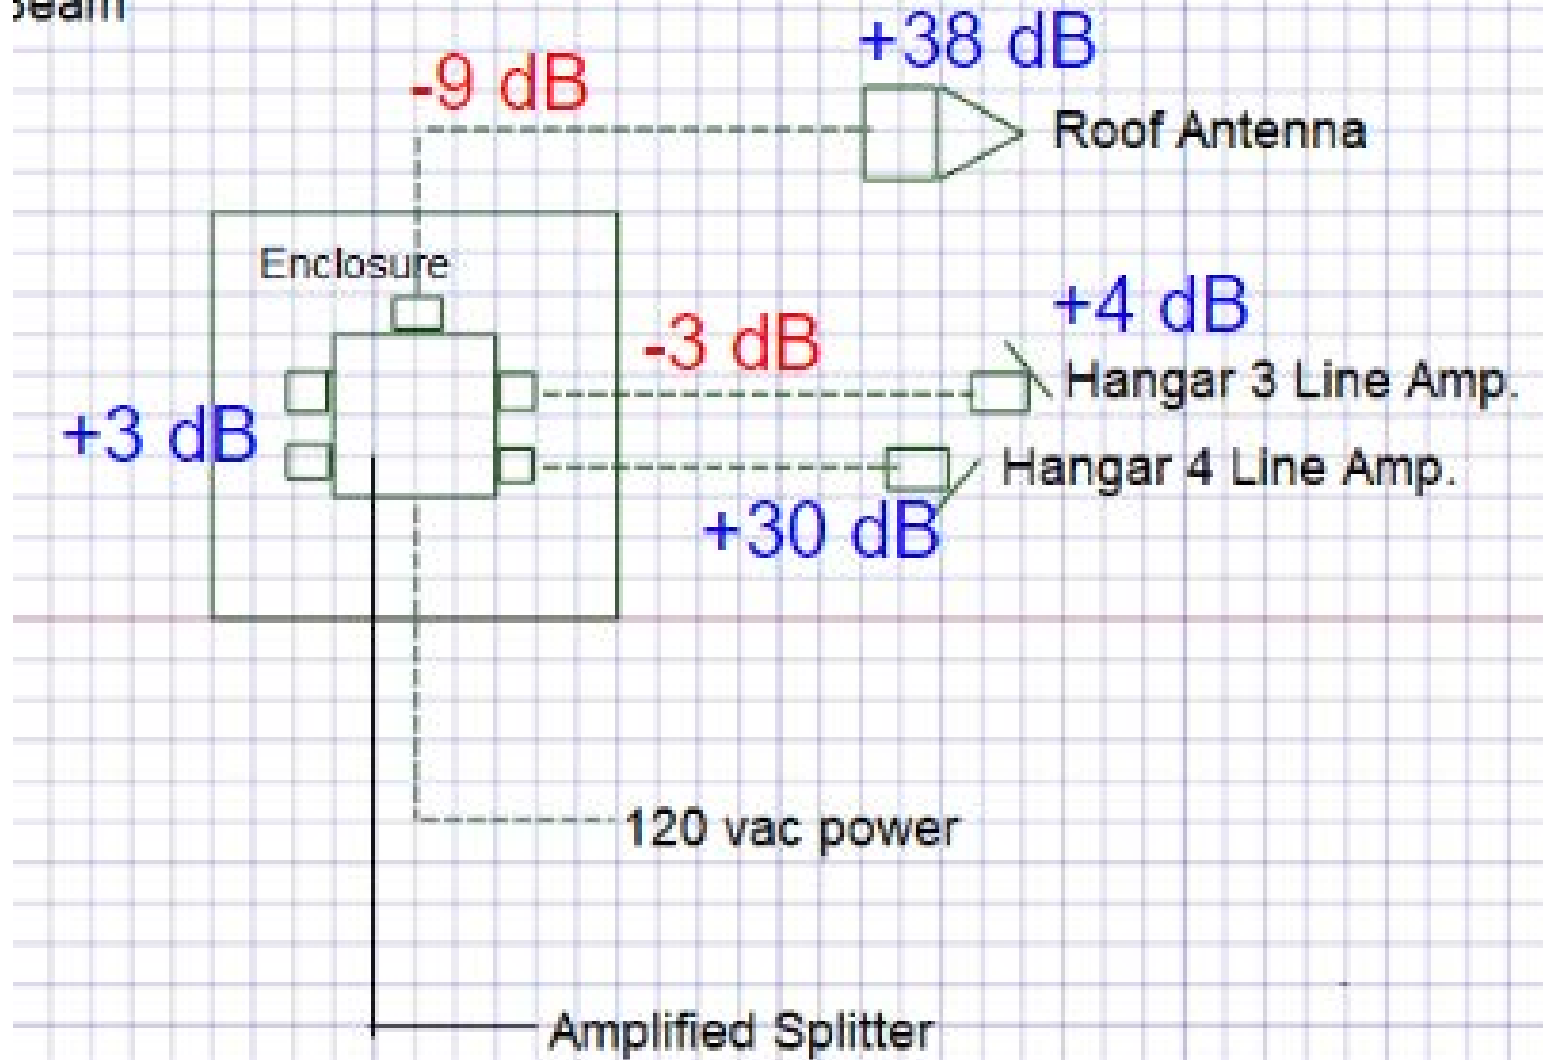 +38 dB
-9 dB
Roof Antenna
Enclosure
+4 dB
-3 dB
Hangar 3 Line Amp.
+3 dB
Hangar 4 Line Amp.
+30 dB
120 vac power
Amplified Splitter